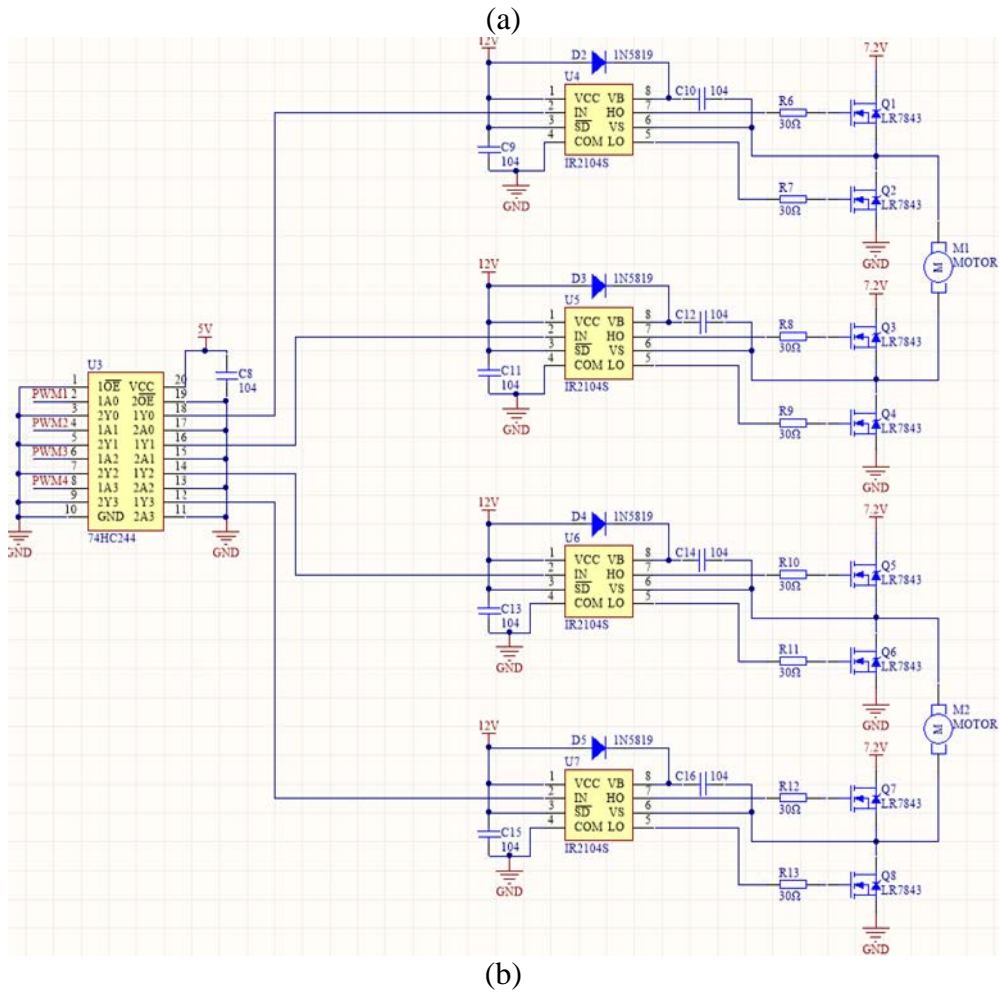 (a)
12V
D2 1N5819
7.2V
U4
C10 104
1 VCC VB 8
2 IN HO 7
3 SD VS 6
4 COM LO 5
IR2104S
R6
30Ω
Q1
LR7843
C9
104
GND
R7
30Ω
Q2
LR7843
GND
M1
MOTOR
M
12V
D3 1N5819
7.2V
U5
C12 104
1 VCC VB 8
2 IN HO 7
3 SD VS 6
4 COM LO 5
IR2104S
R8
30Ω
Q3
LR7843
C11
104
GND
R9
30Ω
Q4
LR7843
GND
5V
U3
C8
104
1 1OE VCC 20
PWM1 2 1A0 2OE 19
3 2Y0 1Y0 18
PWM2 4 1A1 2A0 17
5 2Y1 1Y1 16
PWM3 6 1A2 2A1 15
7 2Y2 1Y2 14
PWM4 8 1A3 2A2 13
9 2Y3 1Y3 12
10 GND 2A3 11
74HC244
GND
GND
12V
D4 1N5819
7.2V
U6
C14 104
1 VCC VB 8
2 IN HO 7
3 SD VS 6
4 COM LO 5
IR2104S
R10
30Ω
Q5
LR7843
C13
104
GND
R11
30Ω
Q6
LR7843
GND
M2
MOTOR
M
12V
D5 1N5819
7.2V
U7
C16 104
1 VCC VB 8
2 IN HO 7
3 SD VS 6
4 COM LO 5
IR2104S
R12
30Ω
Q7
LR7843
C15
104
GND
R13
30Ω
Q8
LR7843
GND
(b)